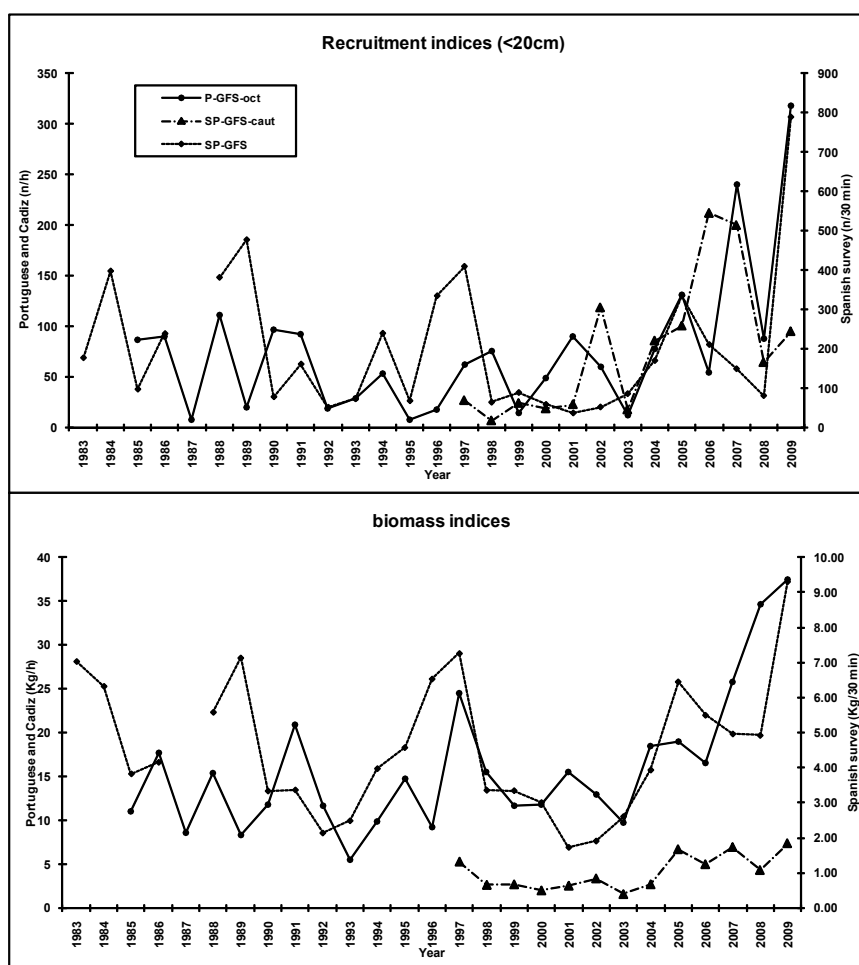 Recruitment indices (<20cm)
350
300
250
200
150
100
50
0
Portuguese and Cadiz (n/h)
900
800
700
600
500
400
300
200
100
0
Spanish survey (n/30 min)
P-GFS-oct
SP-GFS-caut
SP-GFS
1983 1984 1985 1986 1987 1988 1989 1990 1991 1992 1993 1994 1995 1996 1997 1998 1999 2000 2001 2002 2003 2004 2005 2006 2007 2008 2009
Year
biomass indices
40
35
30
25
20
15
10
5
0
Portuguese and Cadiz (Kg/h)
10.00
9.00
8.00
7.00
6.00
5.00
4.00
3.00
2.00
1.00
0.00
Spanish survey (Kg/30 min)
1983 1984 1985 1986 1987 1988 1989 1990 1991 1992 1993 1994 1995 1996 1997 1998 1999 2000 2001 2002 2003 2004 2005 2006 2007 2008 2009
Year